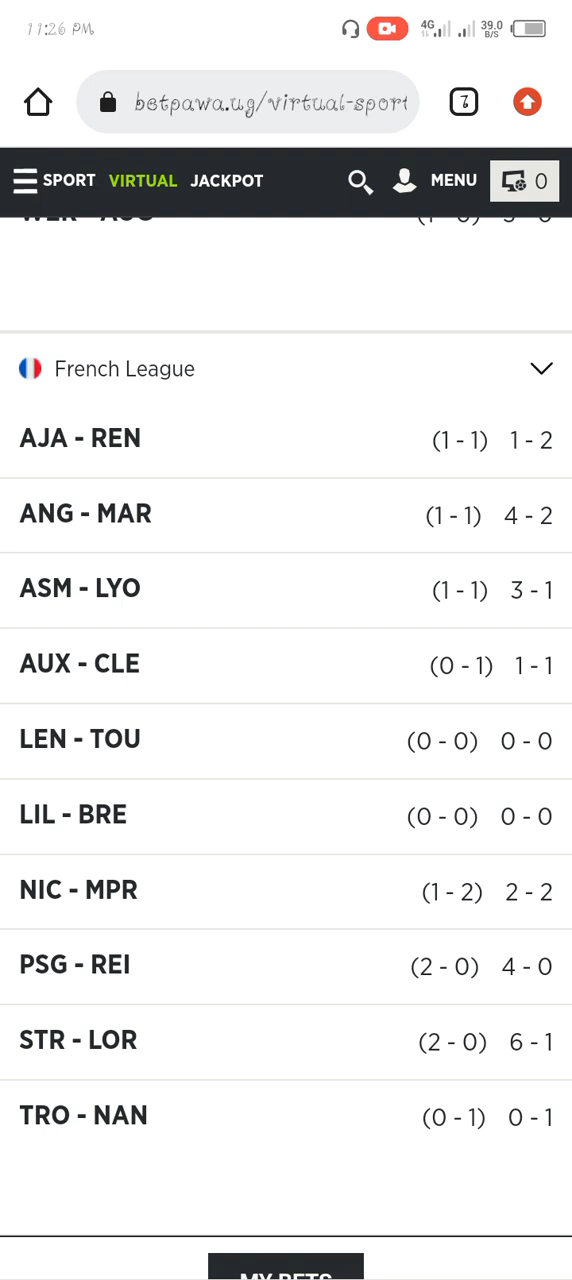 11:26 PM 4G 39.0 B/S
betpawa.ug/virtual-sport 7
SPORT VIRTUAL JACKPOT MENU 0
French League
AJA - REN (1 - 1) 1 - 2
ANG - MAR (1 - 1) 4 - 2
ASM - LYO (1 - 1) 3 - 1
AUX - CLE (0 - 1) 1 - 1
LEN - TOU (0 - 0) 0 - 0
LIL - BRE (0 - 0) 0 - 0
NIC - MPR (1 - 2) 2 - 2
PSG - REI (2 - 0) 4 - 0
STR - LOR (2 - 0) 6 - 1
TRO - NAN (0 - 1) 0 - 1
MY BETS